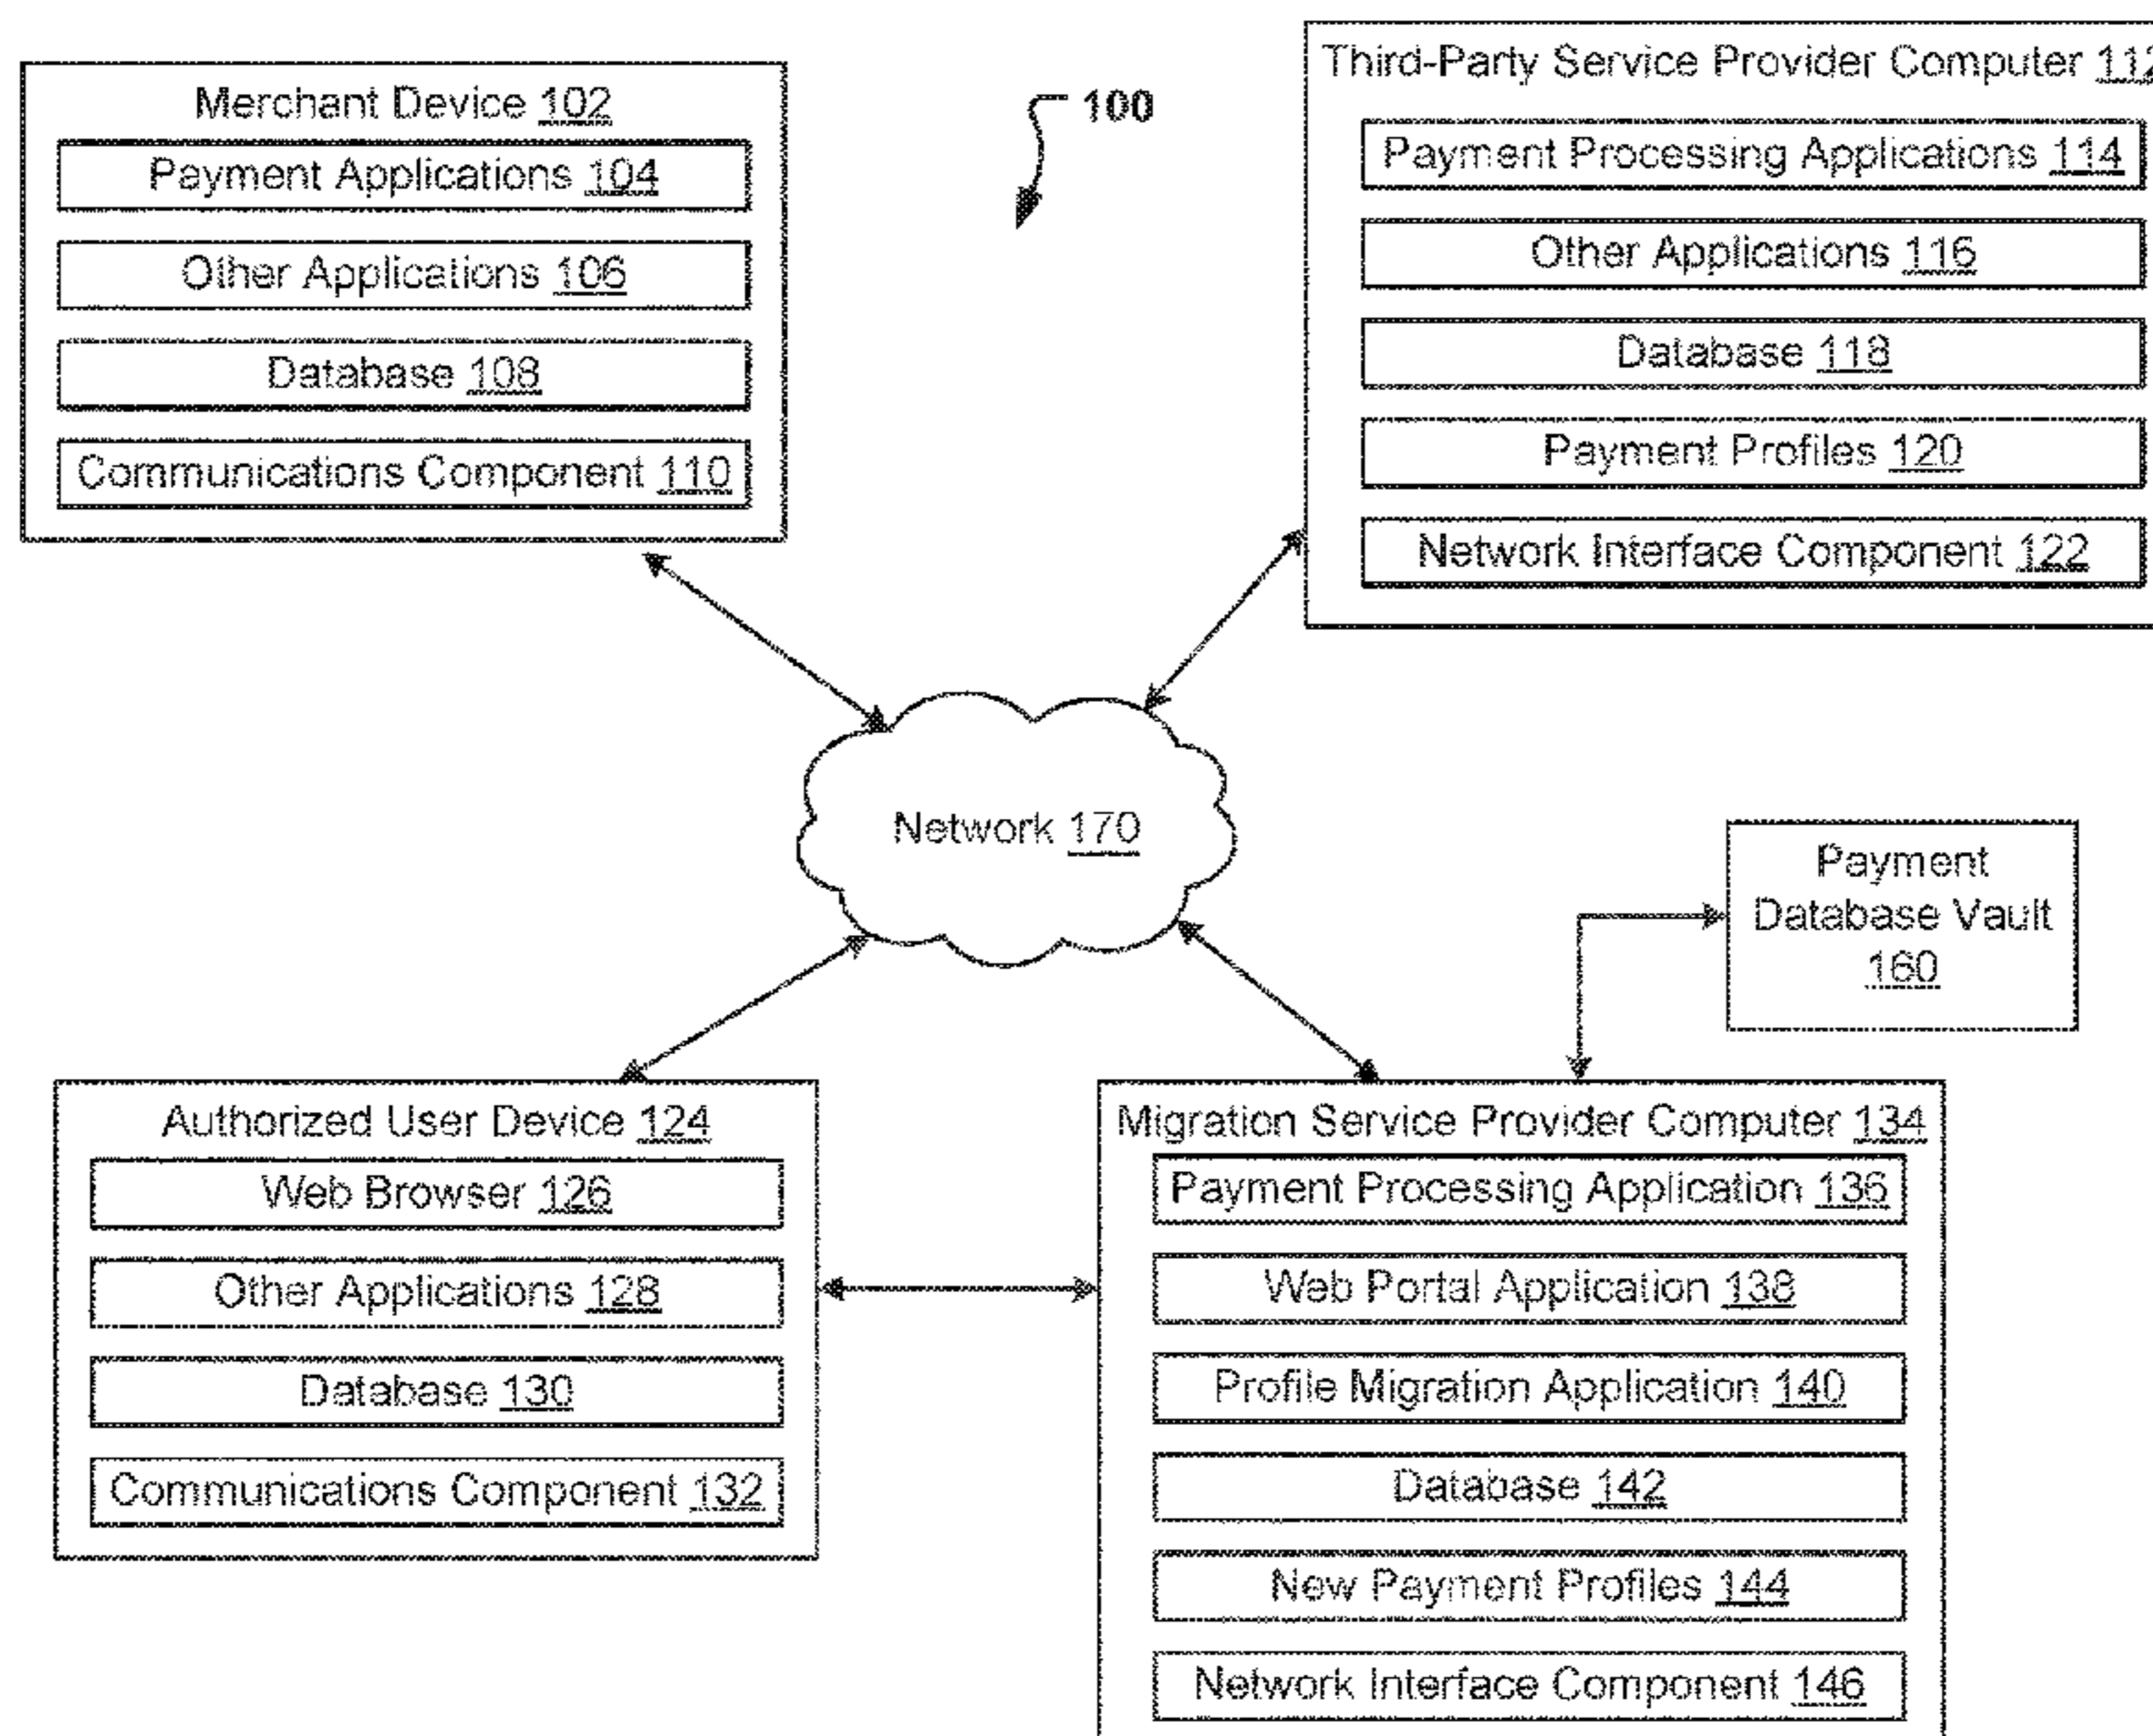 Merchant Device 102
Payment Applications 104
Other Applications 106
Database 108
Communications Component 110
100
Third-Party Service Provider Computer 112
Payment Processing Applications 114
Other Applications 116
Database 118
Payment Profiles 120
Network Interface Component 122
Network 170
Payment
Database Vault
160
Authorized User Device 124
Web Browser 126
Other Applications 128
Database 130
Communications Component 132
Migration Service Provider Computer 134
Payment Processing Application 136
Web Portal Application 138
Profile Migration Application 140
Database 142
New Payment Profiles 144
Network Interface Component 146